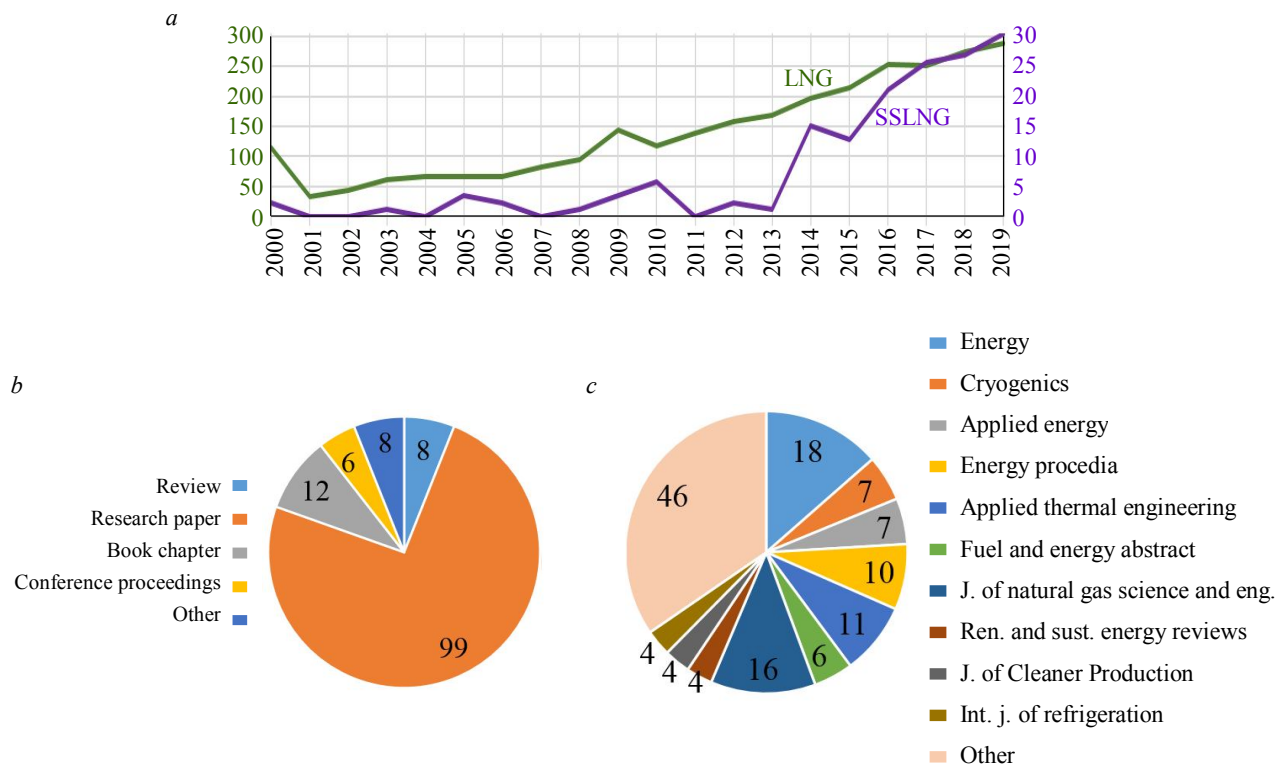 a
300
250
200
150
100
50
0
LNG
SSLNG
30
25
20
15
10
5
0
2000
2001
2002
2003
2004
2005
2006
2007
2008
2009
2010
2011
2012
2013
2014
2015
2016
2017
2018
2019
b
Review
Research paper
Book chapter
Conference proceedings
Other
8
99
12
6
8
c
18
7
7
10
11
6
16
4
4
4
46
Energy
Cryogenics
Applied energy
Energy procedia
Applied thermal engineering
Fuel and energy abstract
J. of natural gas science and eng.
Ren. and sust. energy reviews
J. of Cleaner Production
Int. j. of refrigeration
Other